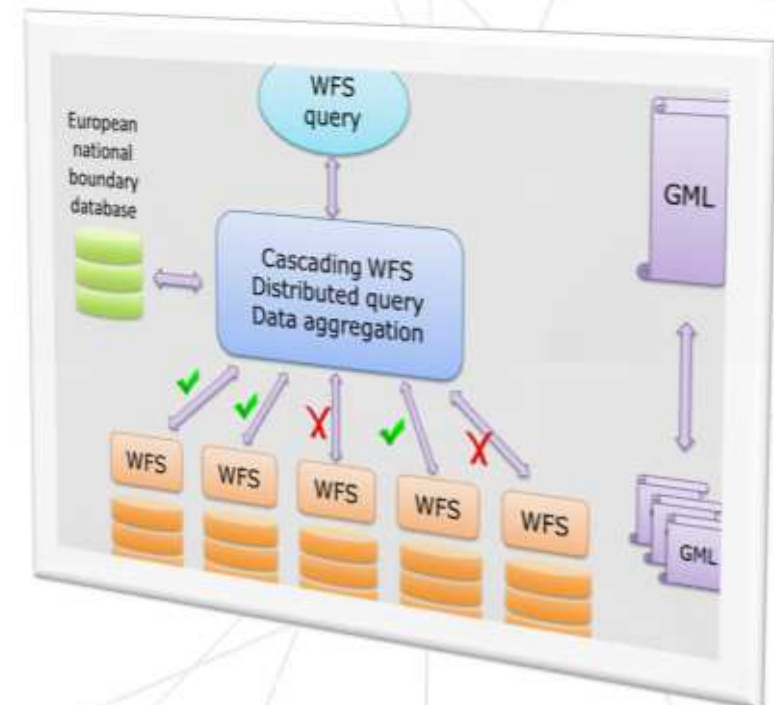 WFS
query
European
national
boundary
database
GML
Cascading WFS
Distributed query
Data aggregation
WFS
WFS
WFS
WFS
WFS
GML